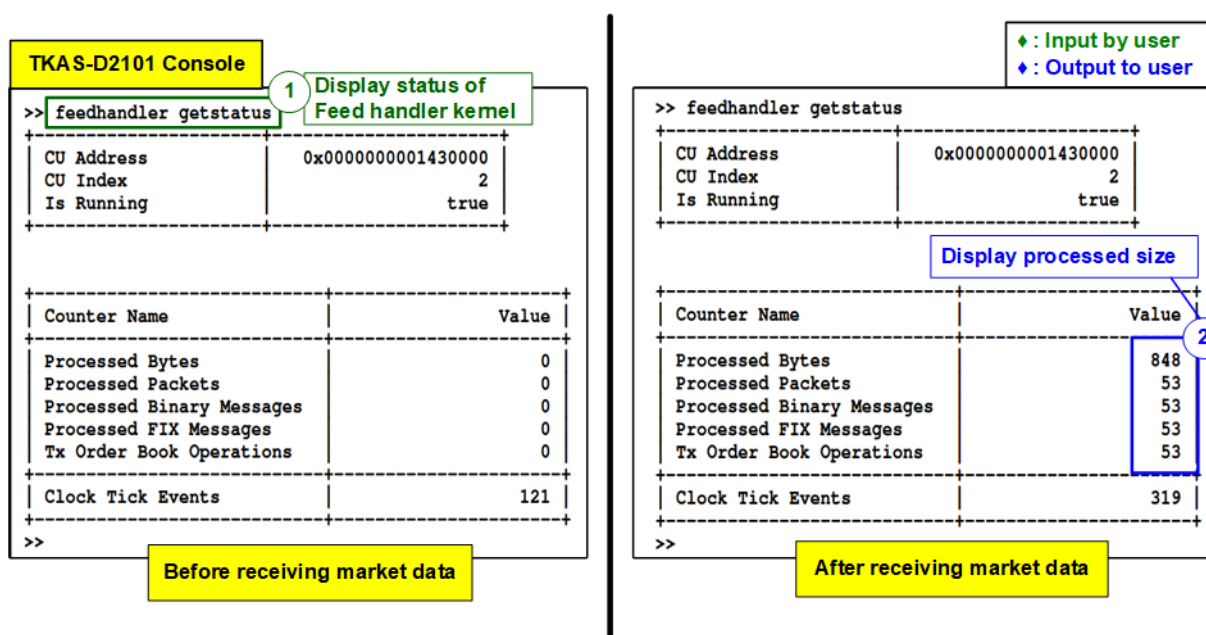 TKAS-D2101 Console
1 Display status of
Feed handler kernel
>> feedhandler getstatus
CU Address 0x0000000001430000
CU Index 2
Is Running true
Counter Name Value
Processed Bytes 0
Processed Packets 0
Processed Binary Messages 0
Processed FIX Messages 0
Tx Order Book Operations 0
Clock Tick Events 121
>>
Before receiving market data
♦ : Input by user
♦ : Output to user
>> feedhandler getstatus
CU Address 0x0000000001430000
CU Index 2
Is Running true
Display processed size
Counter Name Value
2
Processed Bytes 848
Processed Packets 53
Processed Binary Messages 53
Processed FIX Messages 53
Tx Order Book Operations 53
Clock Tick Events 319
>>
After receiving market data